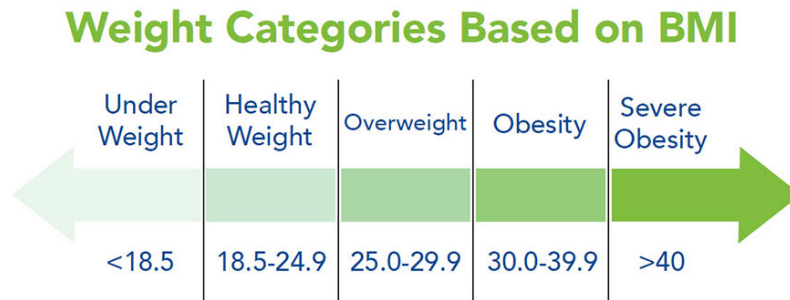 Weight Categories Based on BMI
Under
Weight
Healthy
Weight
Overweight
Obesity
Severe
Obesity
<18.5
18.5-24.9
25.0-29.9
30.0-39.9
>40